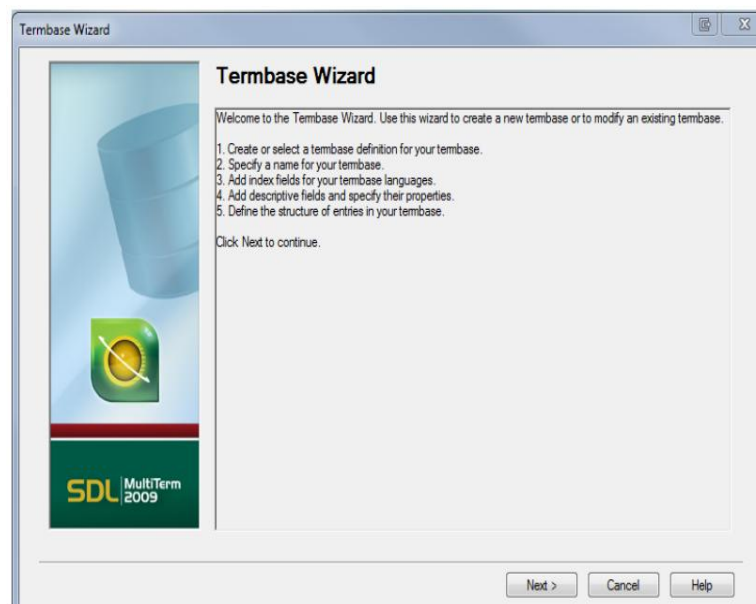 Termbase Wizard
Termbase Wizard
Welcome to the Termbase Wizard. Use this wizard to create a new termbase or to modify an existing termbase.
1. Create or select a termbase definition for your termbase.
2. Specify a name for your termbase.
3. Add index fields for your termbase languages.
4. Add descriptive fields and specify their properties.
5. Define the structure of entries in your termbase.
Click Next to continue.
SDL MultiTerm
2009
Next > Cancel Help